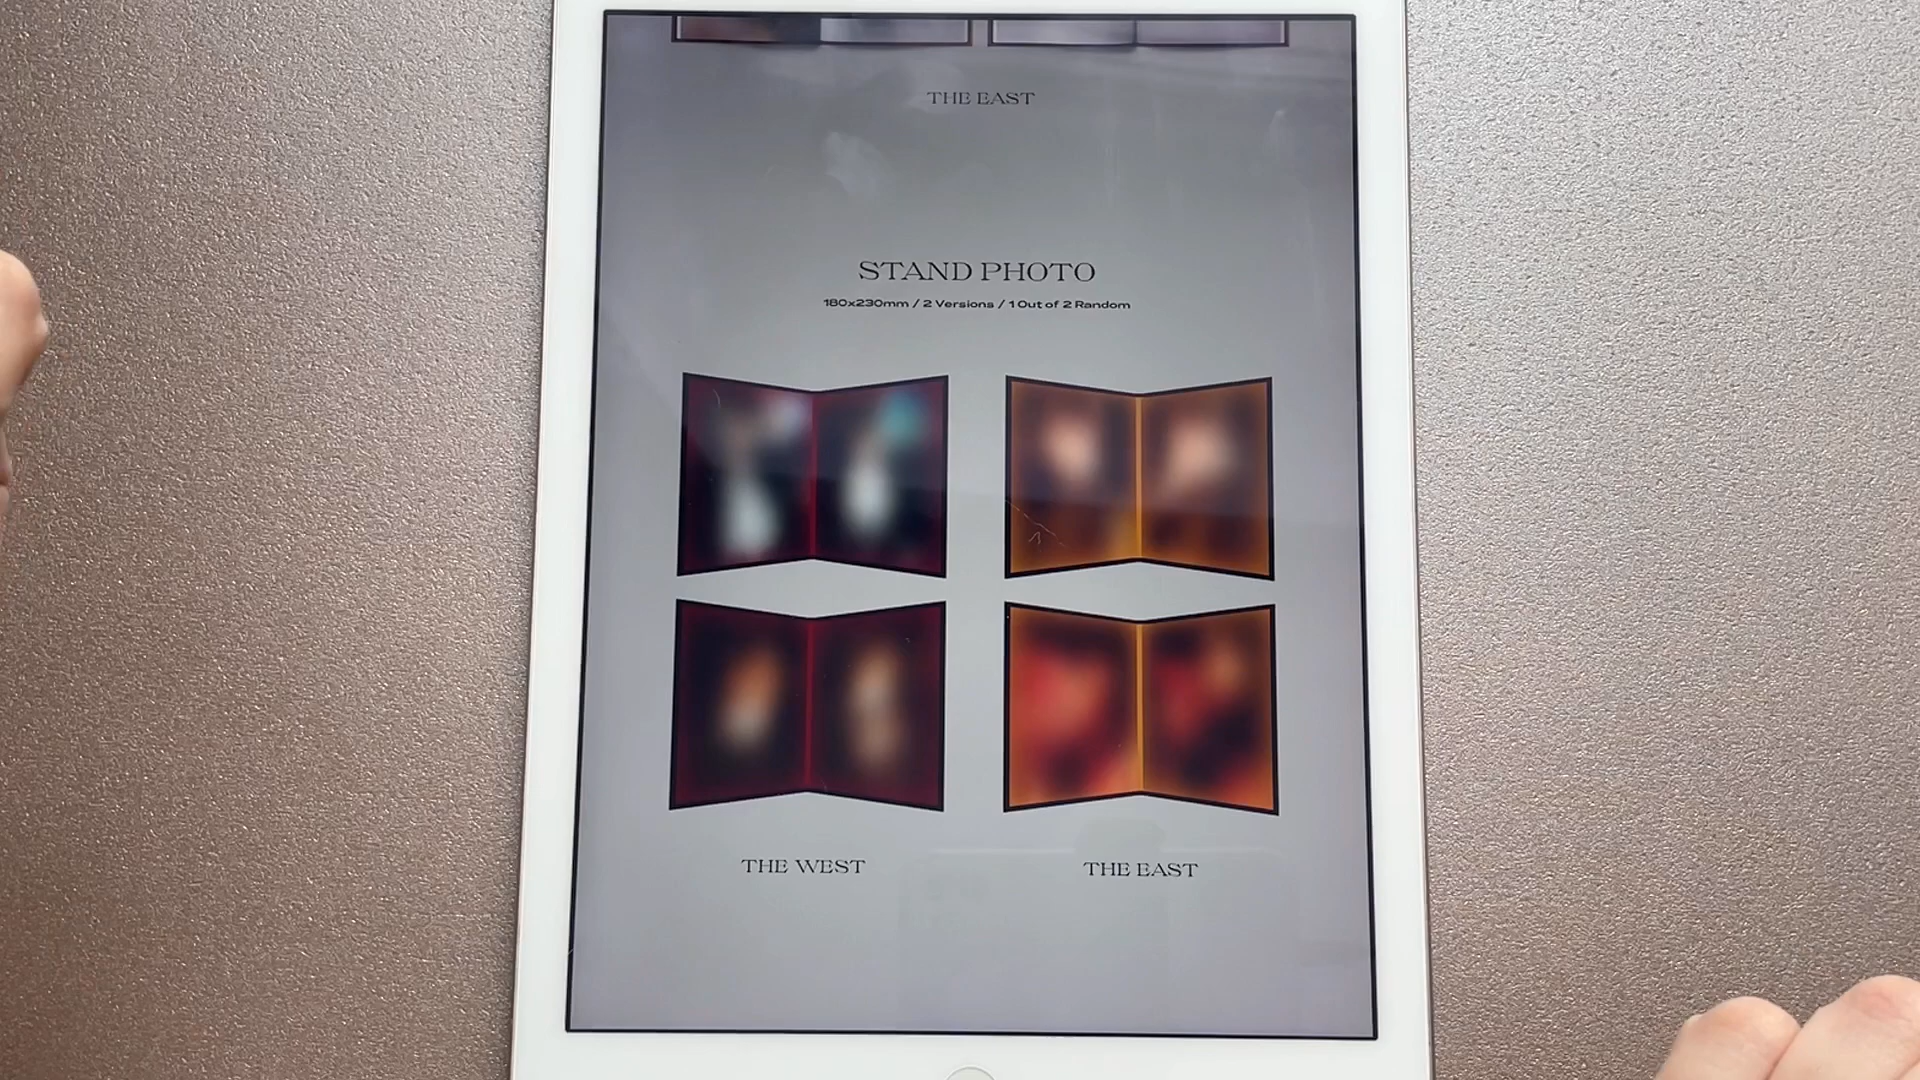 THE EAST
STAND PHOTO
180x230mm / 2 Versions / 1 Out of 2 Random
THE WEST
THE EAST